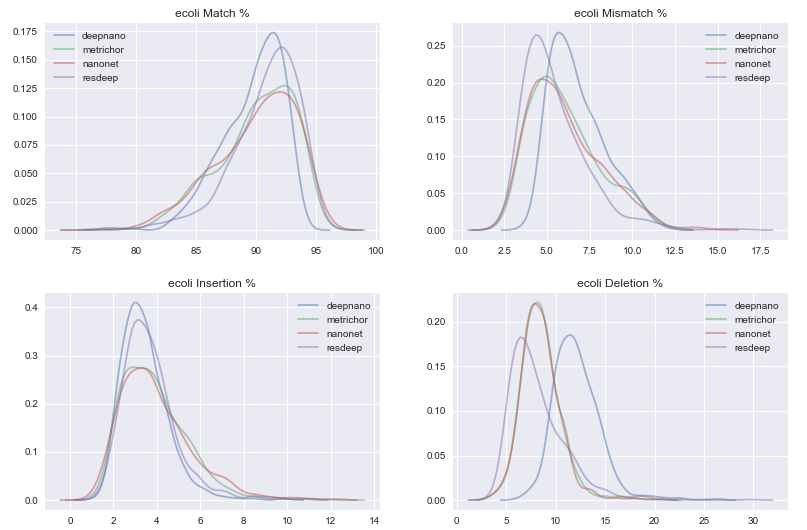 ecoli Match %
deepnano
metrichor
nanonet
resdeep
0.175
0.150
0.125
0.100
0.075
0.050
0.025
0.000
75 80 85 90 95 100
ecoli Mismatch %
deepnano
metrichor
nanonet
resdeep
0.25
0.20
0.15
0.10
0.05
0.00
0.0 2.5 5.0 7.5 10.0 12.5 15.0 17.5
ecoli Insertion %
deepnano
metrichor
nanonet
resdeep
0.4
0.3
0.2
0.1
0.0
0 2 4 6 8 10 12 14
ecoli Deletion %
deepnano
metrichor
nanonet
resdeep
0.20
0.15
0.10
0.05
0.00
0 5 10 15 20 25 30